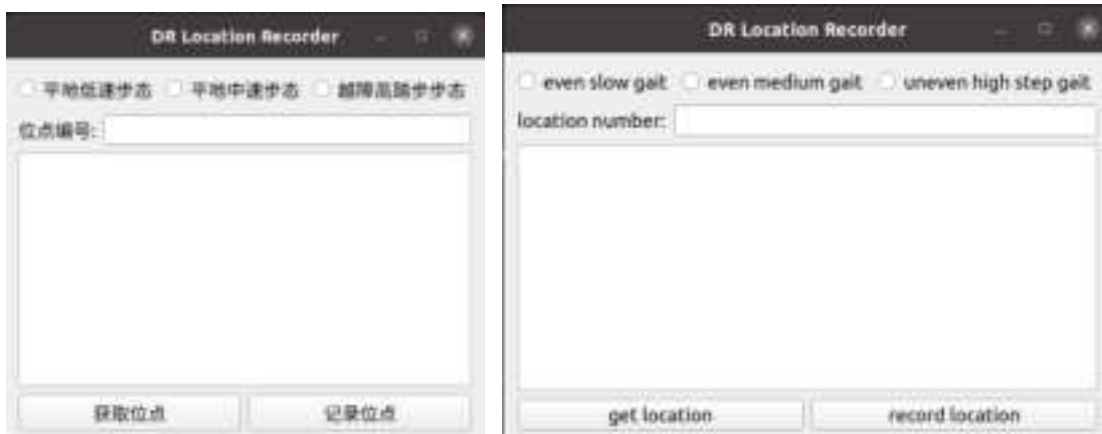 DR Location Recorder
平地低速步态 平地中速步态 越障高踏步步态
位点编号:
获取位点 记录位点
DR Location Recorder
even slow gait even medium gait uneven high step gait
location number:
get location record location